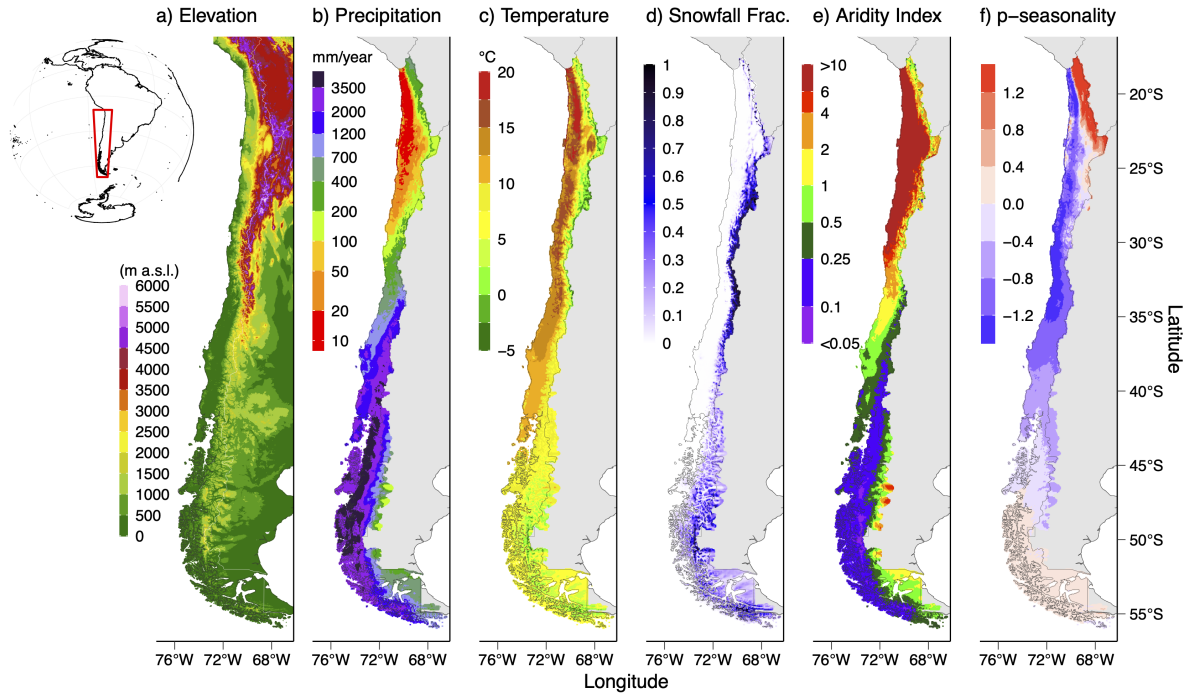 a) Elevation
b) Precipitation
c) Temperature
d) Snowfall Frac.
e) Aridity Index
f) p−seasonality
(m a.s.l.)
6000
5500
5000
4500
4000
3500
3000
2500
2000
1500
1000
500
0
mm/year
3500
2000
1200
700
400
200
100
50
20
10
°C
20
15
10
5
0
−5
1
0.9
0.8
0.7
0.6
0.5
0.4
0.3
0.2
0.1
0
>10
6
4
2
1
0.5
0.25
0.1
<0.05
1.2
0.8
0.4
0.0
−0.4
−0.8
−1.2
20°S
25°S
30°S
35°S
40°S
45°S
50°S
55°S
Latitude
76°W 72°W 68°W
76°W 72°W 68°W
76°W 72°W 68°W
76°W 72°W 68°W
76°W 72°W 68°W
76°W 72°W 68°W
Longitude